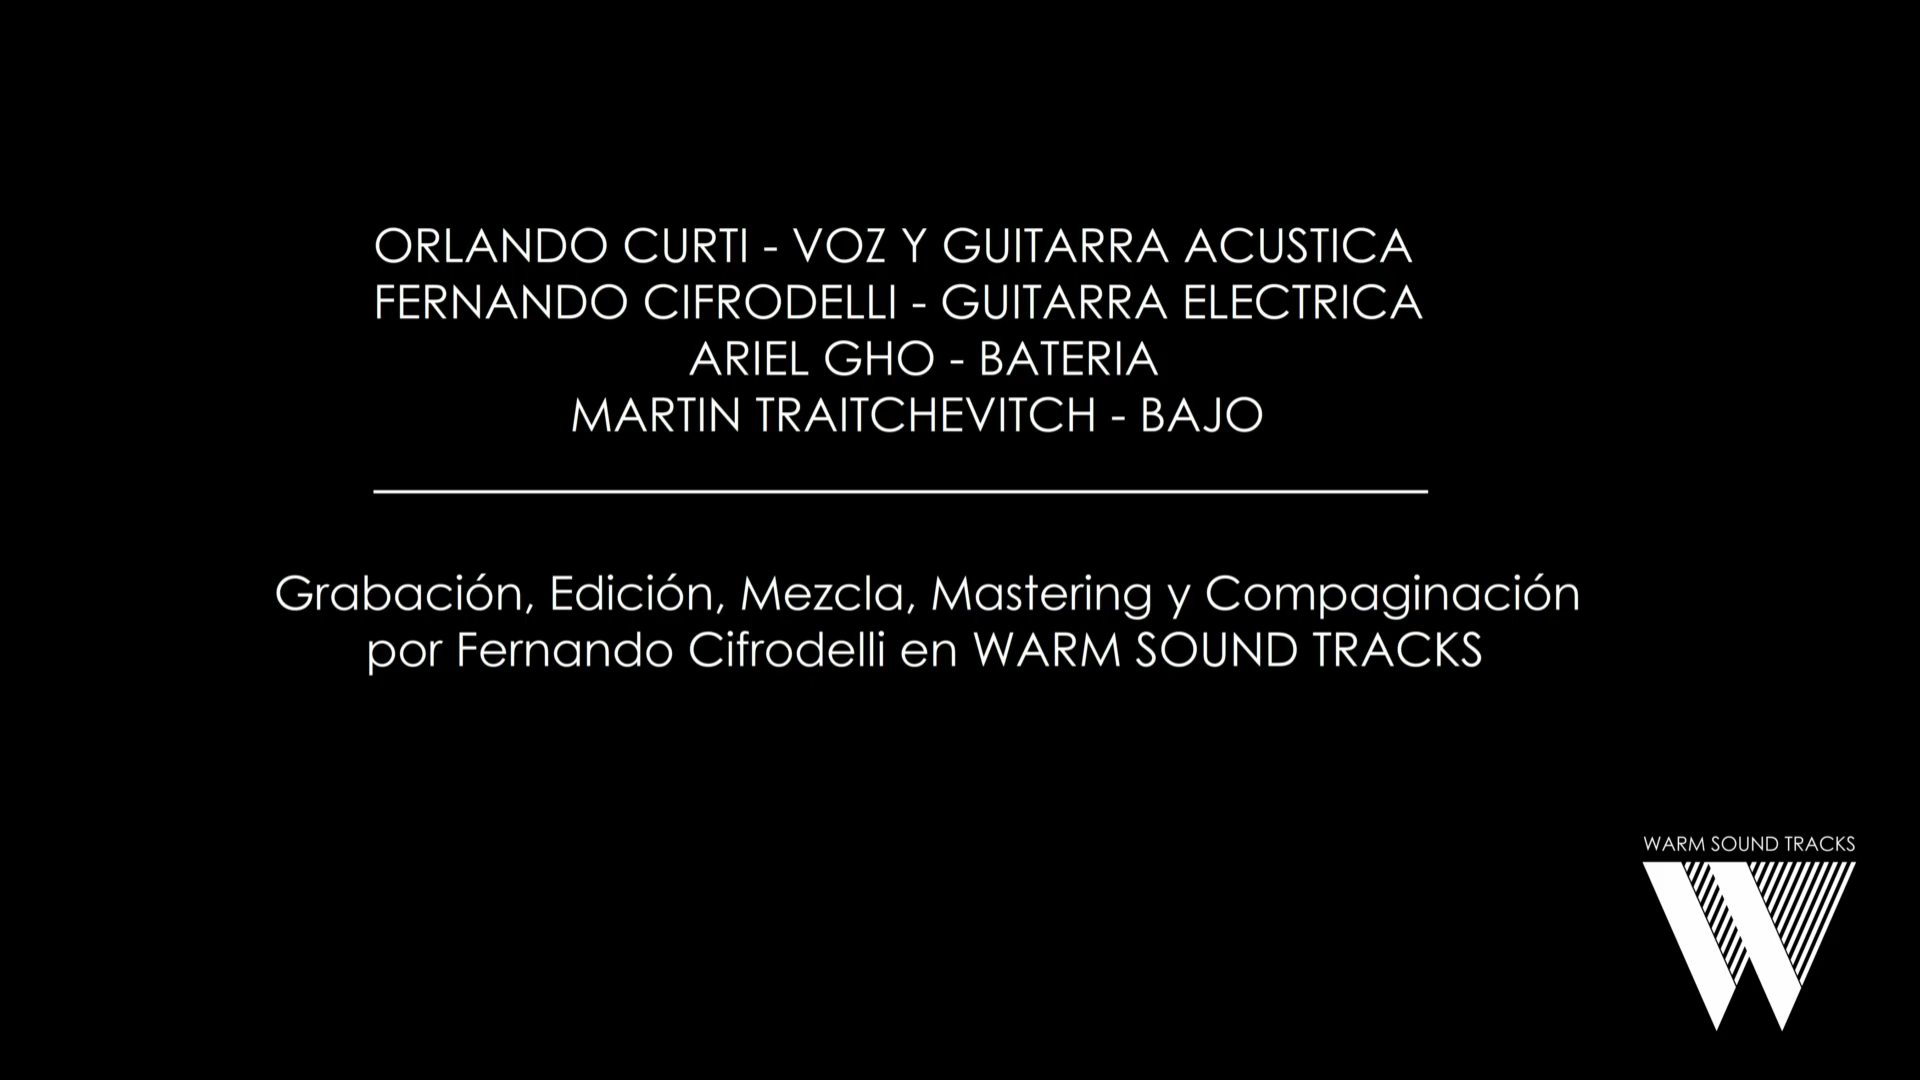 ORLANDO CURTI - VOZ Y GUITARRA ACUSTICA
FERNANDO CIFRODELLI - GUITARRA ELECTRICA
ARIEL GHO - BATERIA
MARTIN TRAITCHEVITCH - BAJO
Grabación, Edición, Mezcla, Mastering y Compaginación
por Fernando Cifrodelli en WARM SOUND TRACKS
WARM SOUND TRACKS
W